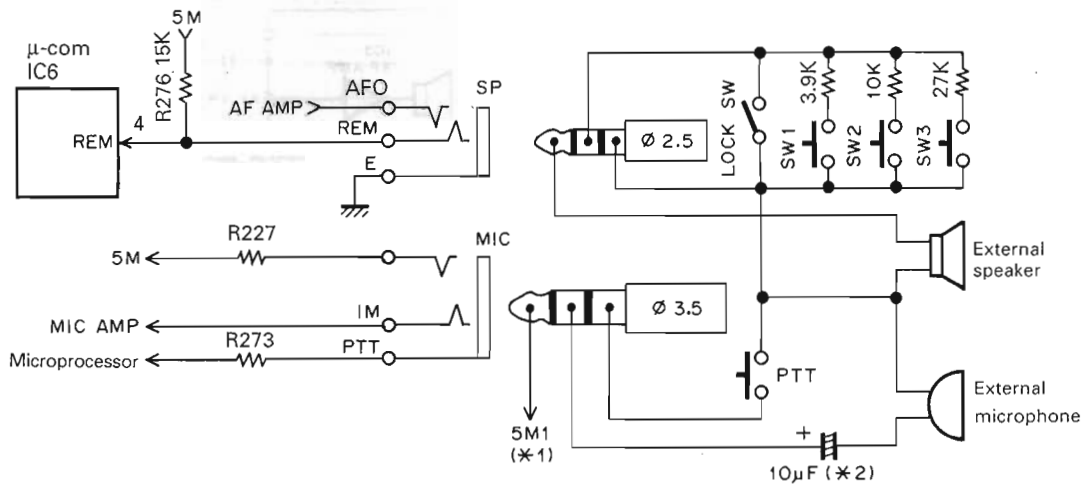 5M
μ-com
IC6
R276 15K
AFO
SP
AF AMP
REM
4
REM
E
R227
MIC
5M
IM
MIC AMP
R273
PTT
Microprocessor
LOCK SW
3.9K
10K
27K
SW1
SW2
SW3
Ø 2.5
External
speaker
Ø 3.5
PTT
External
microphone
5M1
(*1)
+
10μF (*2)